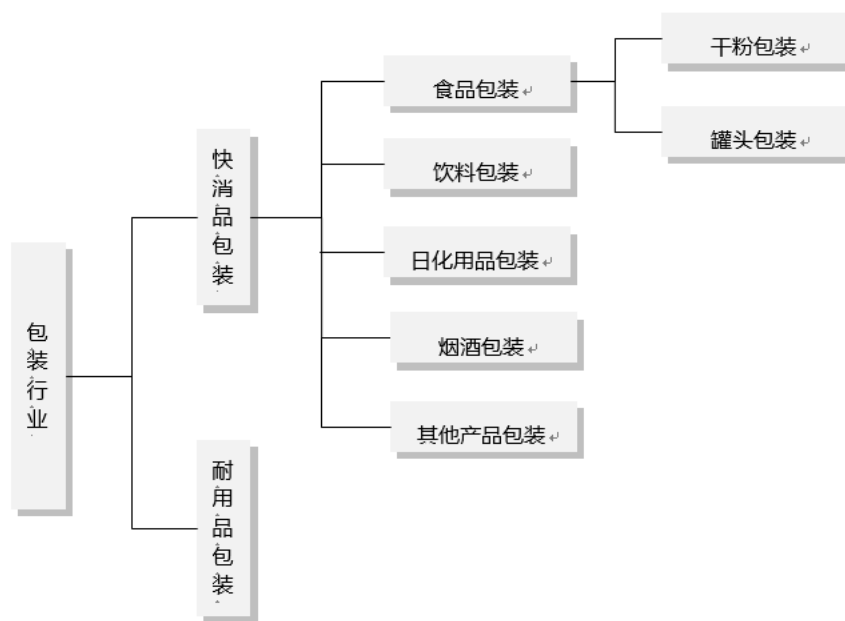 包装行业
快消品包装
食品包装
干粉包装
罐头包装
饮料包装
日化用品包装
烟酒包装
其他产品包装
耐用品包装